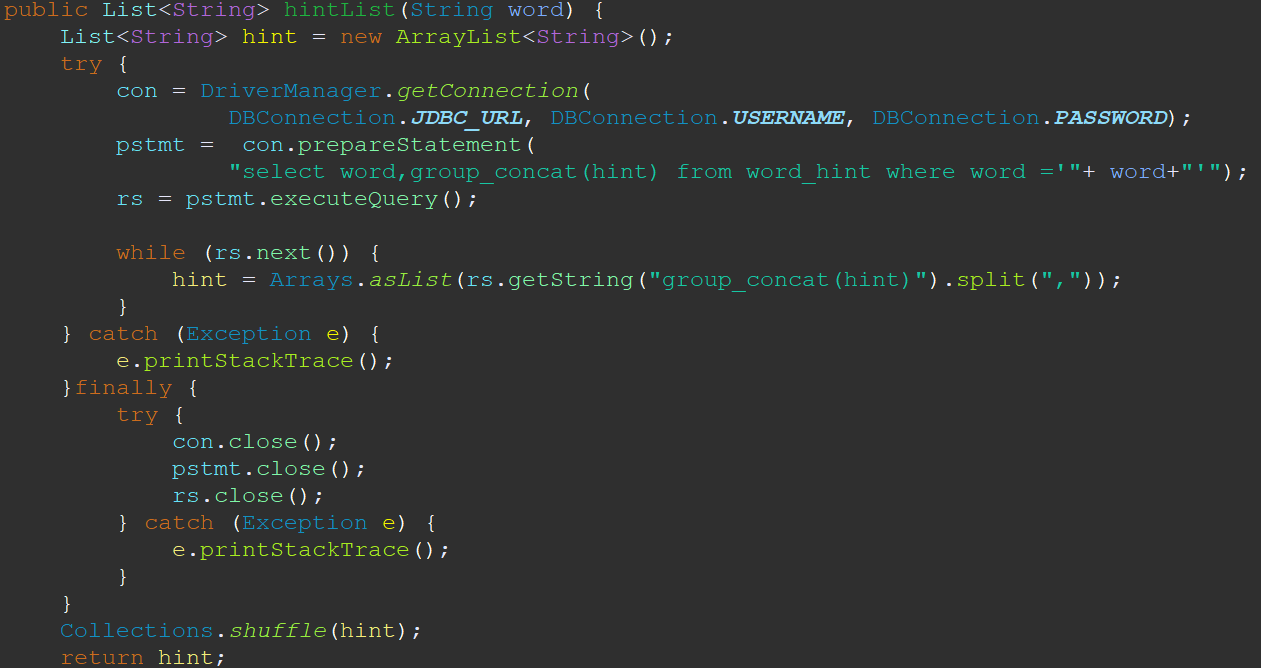 public List<String> hintList(String word) {
    List<String> hint = new ArrayList<String>();
    try {
        con = DriverManager.getConnection(
                DBConnection.JDBC_URL, DBConnection.USERNAME, DBConnection.PASSWORD);
        pstmt =  con.prepareStatement(
                "select word,group_concat(hint) from word_hint where word ='"+ word+"'");
        rs = pstmt.executeQuery();

        while (rs.next()) {
            hint = Arrays.asList(rs.getString("group_concat(hint)").split(","));
        }
    } catch (Exception e) {
        e.printStackTrace();
    }finally {
        try {
            con.close();
            pstmt.close();
            rs.close();
        } catch (Exception e) {
            e.printStackTrace();
        }
    }
    Collections.shuffle(hint);
    return hint;